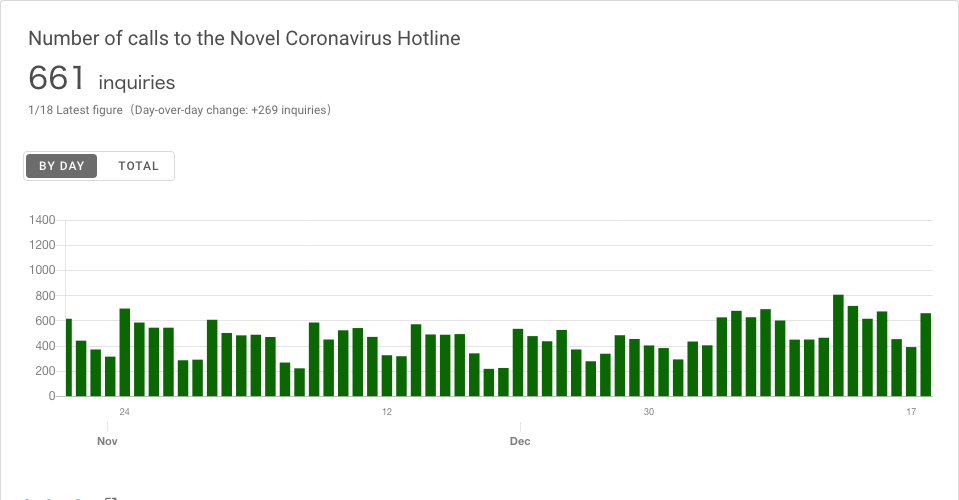 Number of calls to the Novel Coronavirus Hotline
661 inquiries
1/18 Latest figure（Day-over-day change: +269 inquiries）
BY DAY TOTAL
1400
1200
1000
800
600
400
200
0
24 12 30 17
Nov Dec